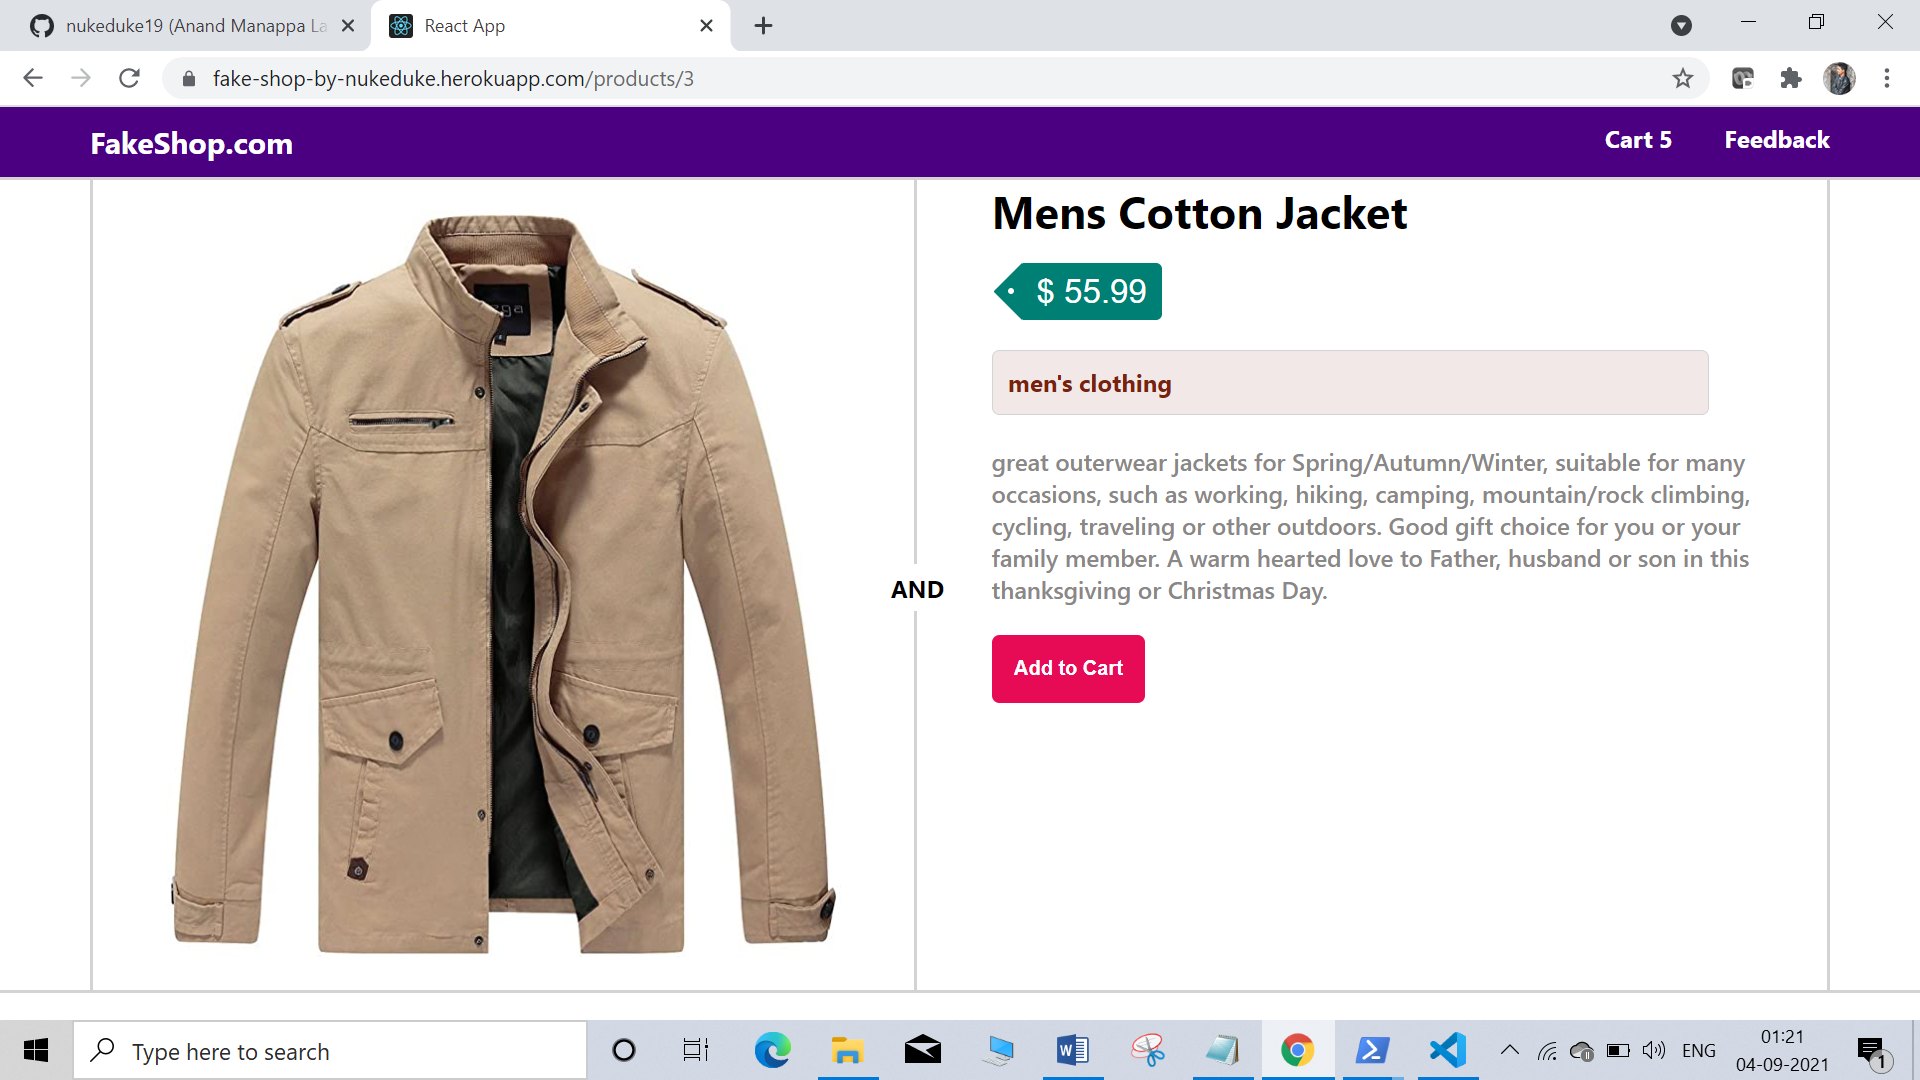 nukeduke19 (Anand Manappa La
React App
fake-shop-by-nukeduke.herokuapp.com/products/3
FakeShop.com
Cart 5
Feedback
Mens Cotton Jacket
$ 55.99
men's clothing
great outerwear jackets for Spring/Autumn/Winter, suitable for many
occasions, such as working, hiking, camping, mountain/rock climbing,
cycling, traveling or other outdoors. Good gift choice for you or your
family member. A warm hearted love to Father, husband or son in this
thanksgiving or Christmas Day.
AND
Add to Cart
Type here to search
ENG
01:21
04-09-2021
1